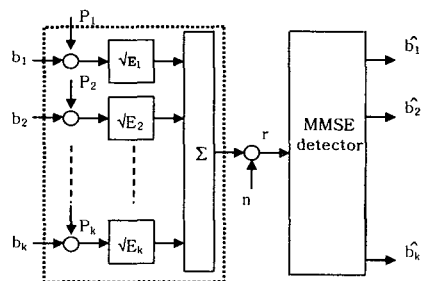 P₁
b₁ √E₁ b̂₁
P₂
b₂ √E₂ b̂₂
Σ r MMSE
detector
n
Pₖ
bₖ √Eₖ b̂ₖ